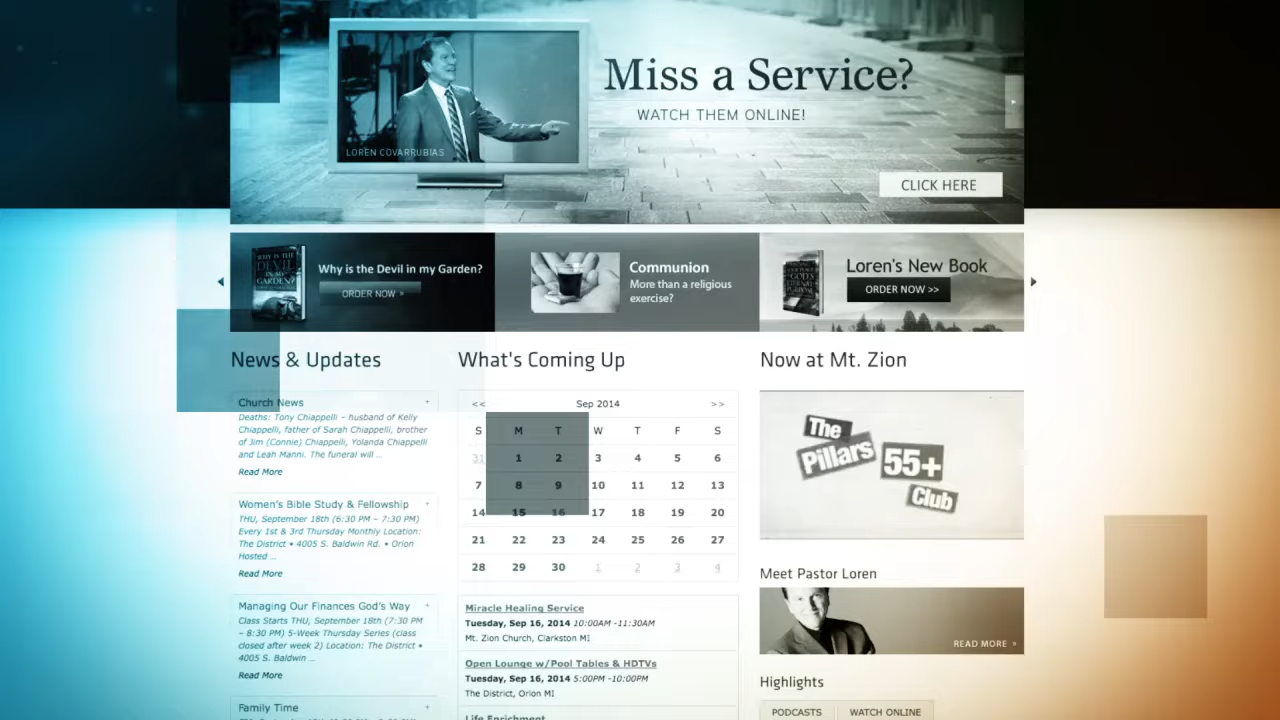 Miss a Service?
WATCH THEM ONLINE!
LOREN COVARRUBIAS
CLICK HERE
WHY IS THE
DEVIL
IN MY
GARDEN?
Why is the Devil in my Garden?
ORDER NOW »
Communion
More than a religious
exercise?
Loren's New Book
ORDER NOW >>
News & Updates
Church News +
Deaths: Tony Chiappelli – husband of Kelly
Chiappelli, father of Sarah Chiappelli, brother
of Jim (Connie) Chiappelli, Yolanda Chiappelli
and Leah Manni. The funeral will ...
Read More
Women's Bible Study & Fellowship +
THU, September 18th (6:30 PM – 7:30 PM)
Every 1st & 3rd Thursday Monthly Location:
The District • 4005 S. Baldwin Rd. • Orion
Hosted ...
Read More
Managing Our Finances God's Way +
Class Starts THU, September 18th (7:30 PM
– 8:30 PM) 5-Week Thursday Series (class
closed after week 2) Location: The District •
4005 S. Baldwin ...
Read More
Family Time +
What's Coming Up
<< Sep 2014 >>
S M T W T F S
31 1 2 3 4 5 6
7 8 9 10 11 12 13
14 15 16 17 18 19 20
21 22 23 24 25 26 27
28 29 30 1 2 3 4
Miracle Healing Service
Tuesday, Sep 16, 2014 10:00AM -11:30AM
Mt. Zion Church, Clarkston MI
Open Lounge w/Pool Tables & HDTVs
Tuesday, Sep 16, 2014 5:00PM -10:00PM
The District, Orion MI
Life Enrichment
Now at Mt. Zion
The
Pillars
55+
Club
Meet Pastor Loren
READ MORE »
Highlights
PODCASTS
WATCH ONLINE